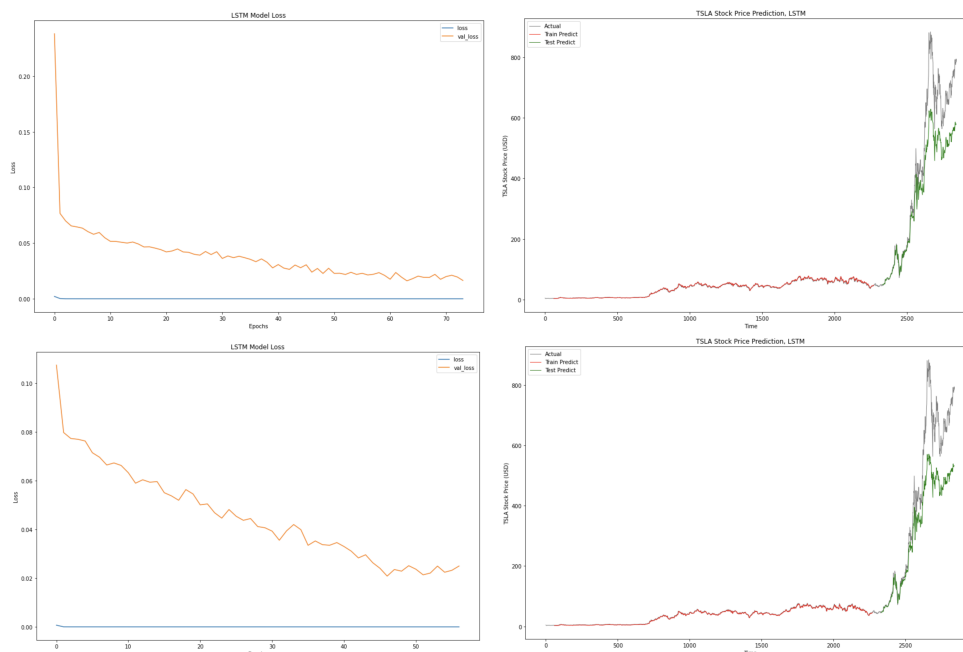 LSTM Model Loss
loss
val_loss
0.20
0.15
0.10
0.05
0.00
Loss
0 10 20 30 40 50 60 70
Epochs
TSLA Stock Price Prediction, LSTM
Actual
Train Predict
Test Predict
800
600
400
200
0
TSLA Stock Price (USD)
0 500 1000 1500 2000 2500
Time
LSTM Model Loss
loss
val_loss
0.10
0.08
0.06
0.04
0.02
0.00
Loss
0 10 20 30 40 50
TSLA Stock Price Prediction, LSTM
Actual
Train Predict
Test Predict
800
600
400
200
0
TSLA Stock Price (USD)
0 500 1000 1500 2000 2500